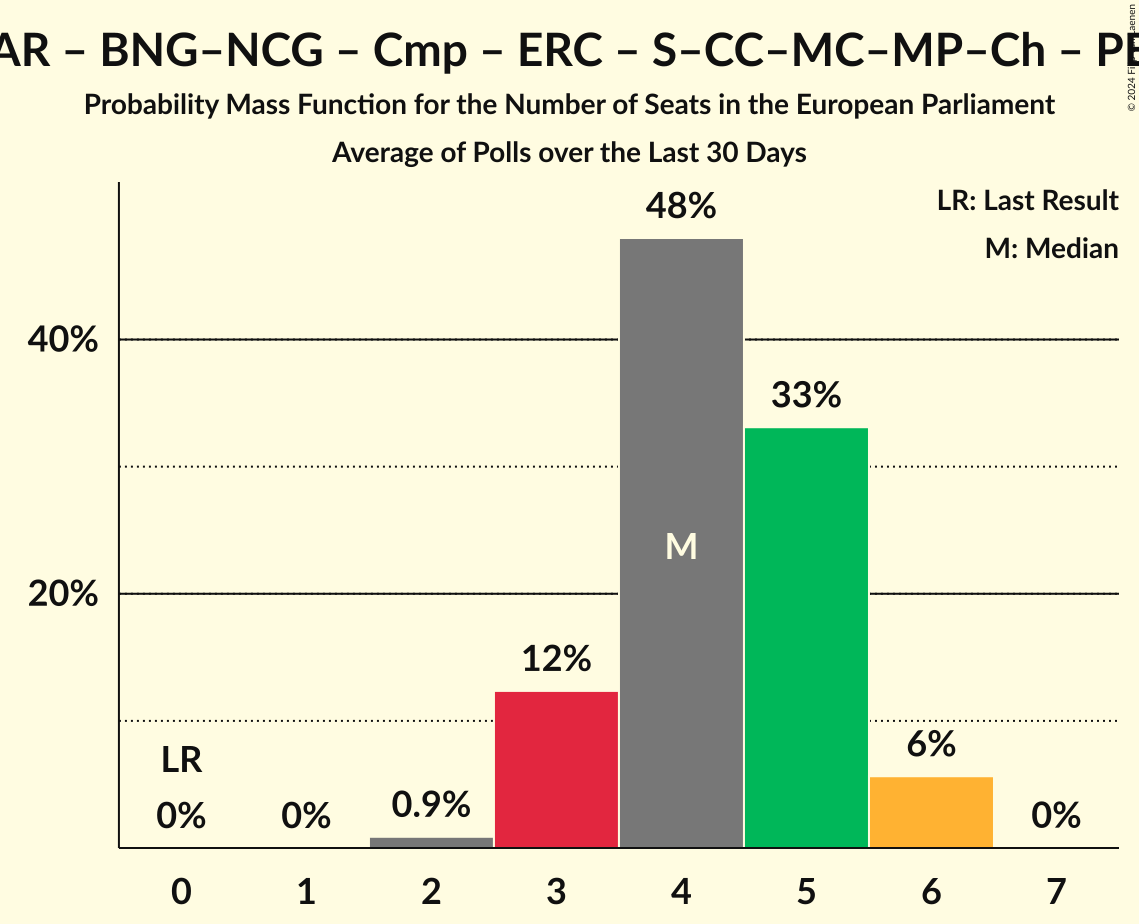 AR – BNG–NCG – Cmp – ERC – S–CC–MC–MP–Ch –
Probability Mass Function for the Number of Seats in the European Parliament
Average of Polls over the Last 30 Days
© 2024
LR: Last Result
M: Median
48%
40%
33%
M
20%
12%
6%
LR
0.9%
0% 0% 0%
0 1 2 3 4 5 6 7